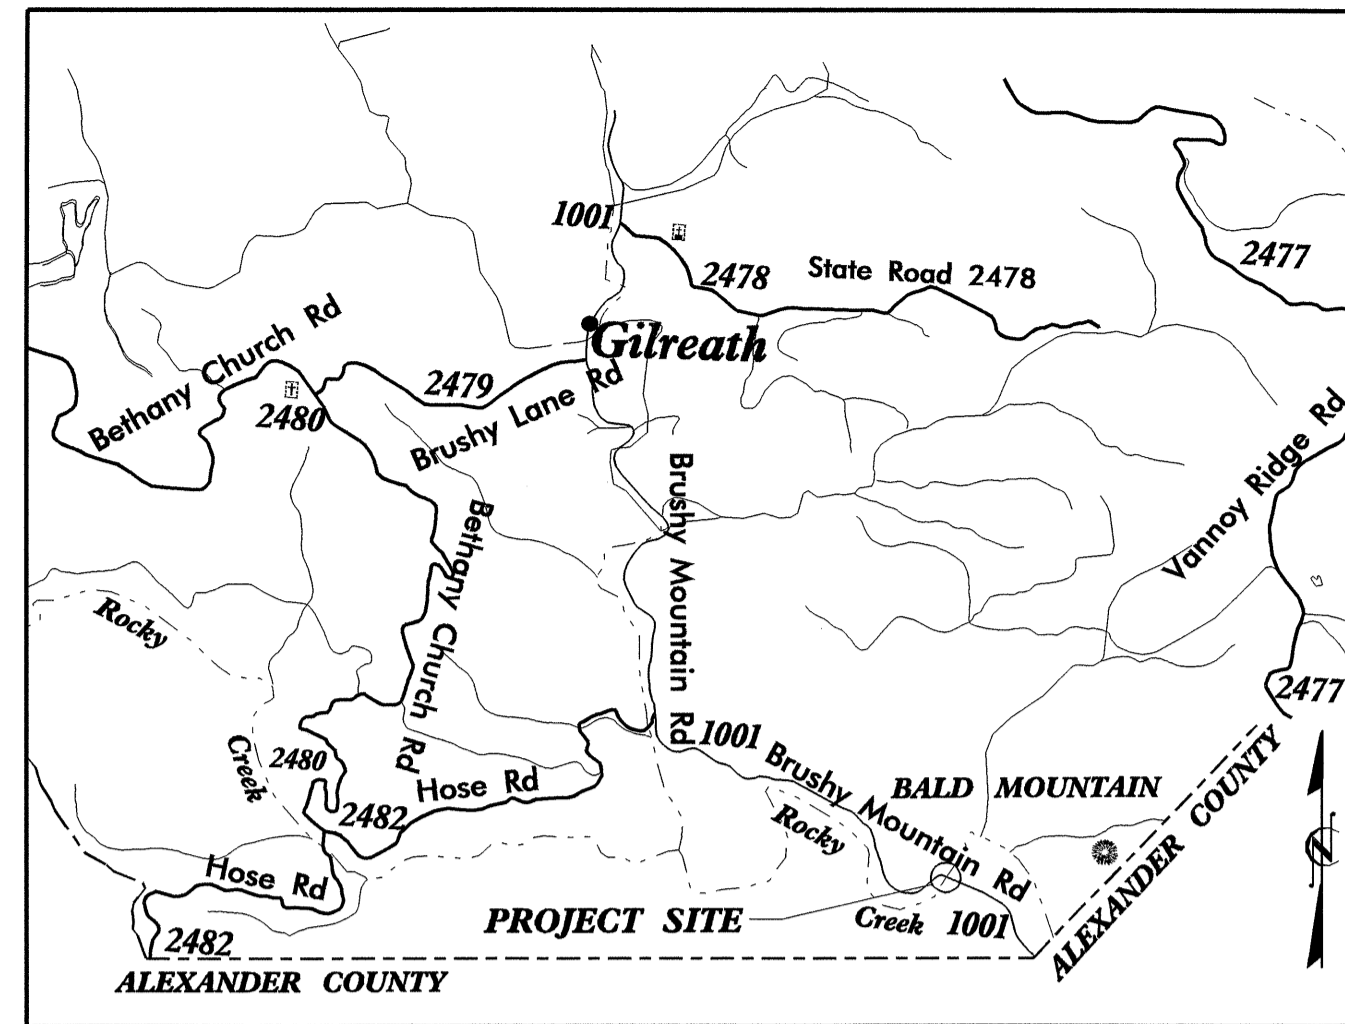 1001
2477
2478
State Road 2478
Gilreath
Bethany Church Rd
2479
2480
Brushy Lane Rd
Vannoy Ridge Rd
Brushy Mountain Rd
Bethany Church Rd
Rocky
Creek
2477
1001
Brushy Mountain Rd
2480
Hose Rd
2482
BALD MOUNTAIN
ALEXANDER COUNTY
Rocky
Creek
N
Hose Rd
PROJECT SITE
1001
2482
ALEXANDER COUNTY